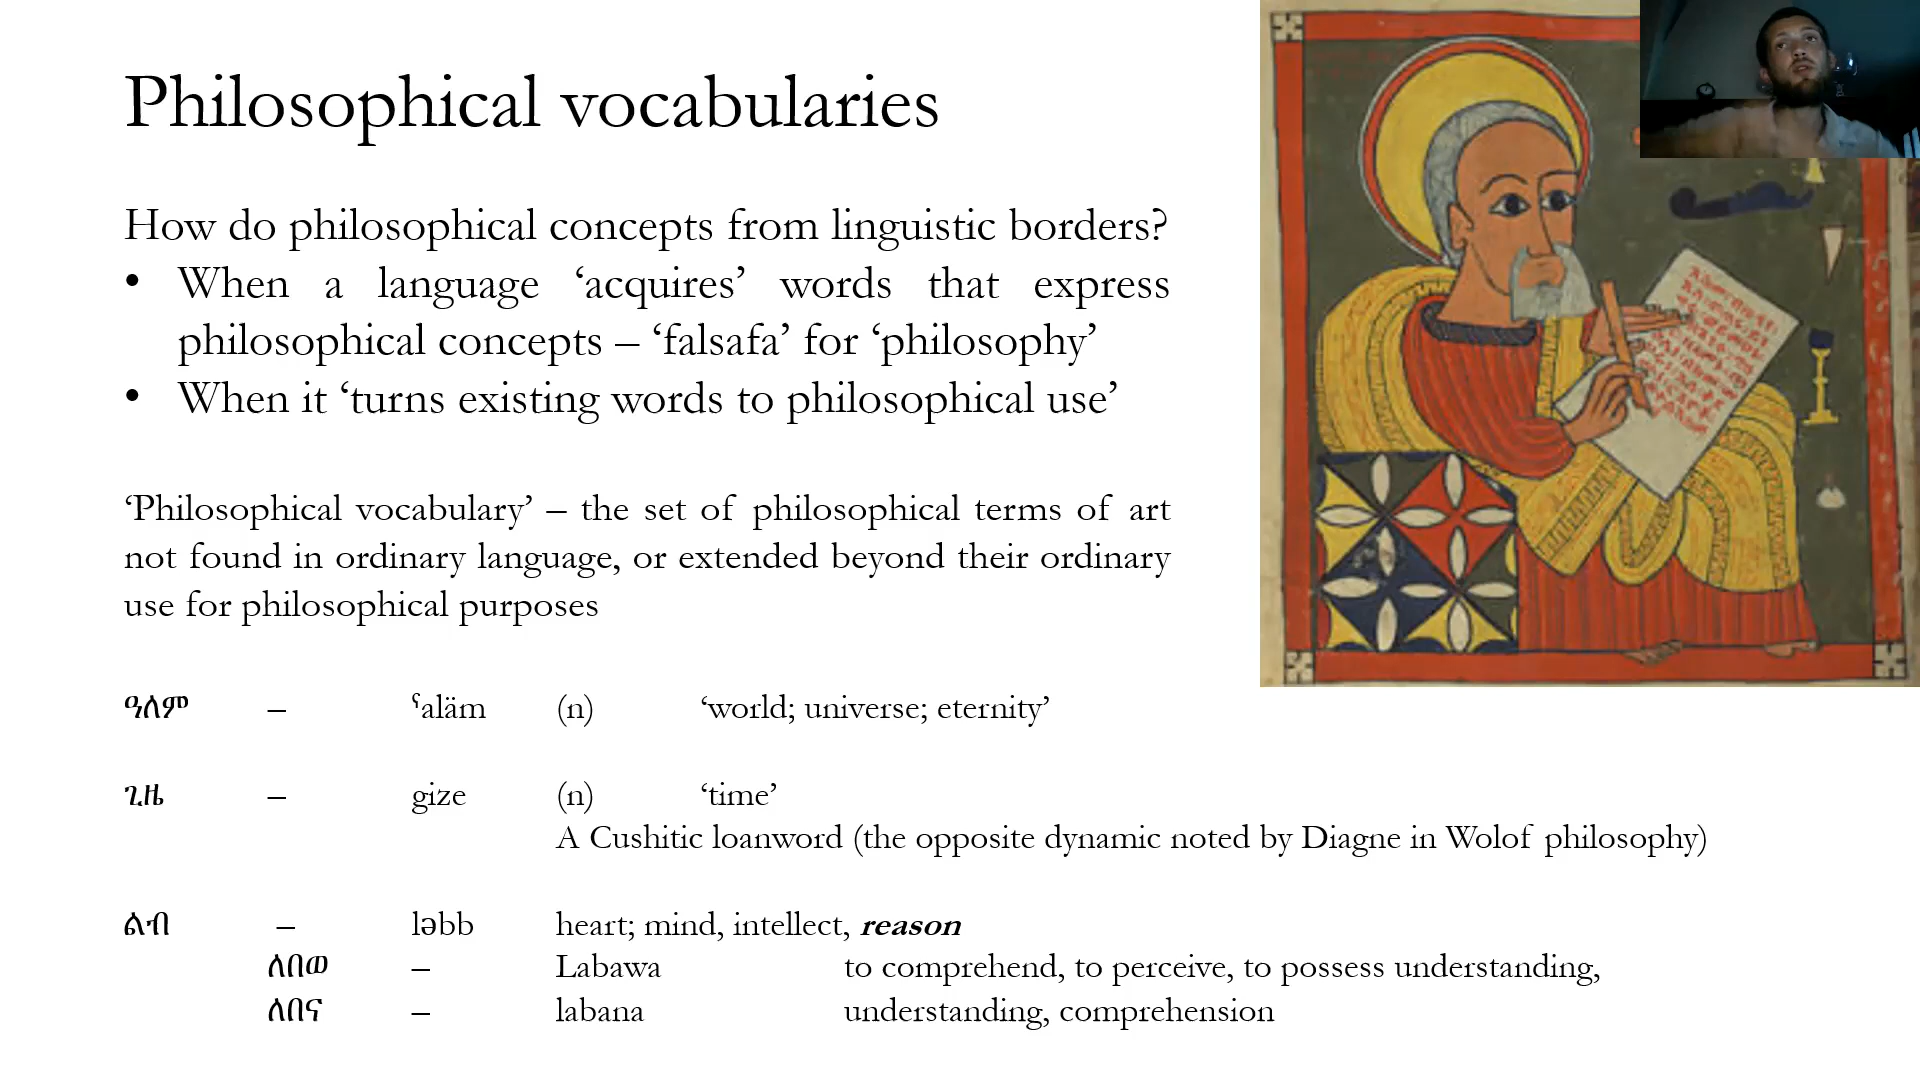 Philosophical vocabularies
How do philosophical concepts from linguistic borders?
• When a language ‘acquires’ words that express
philosophical concepts – ‘falsafa’ for ‘philosophy’
• When it ‘turns existing words to philosophical use’
‘Philosophical vocabulary’ – the set of philosophical terms of art
not found in ordinary language, or extended beyond their ordinary
use for philosophical purposes
ዓለም – ʿaläm (n) ‘world; universe; eternity’
ጊዜ – gize (n) ‘time’
A Cushitic loanword (the opposite dynamic noted by Diagne in Wolof philosophy)
ልብ – ləbb heart; mind, intellect, reason
ለበወ – Labawa to comprehend, to perceive, to possess understanding,
ለበና – labana understanding, comprehension